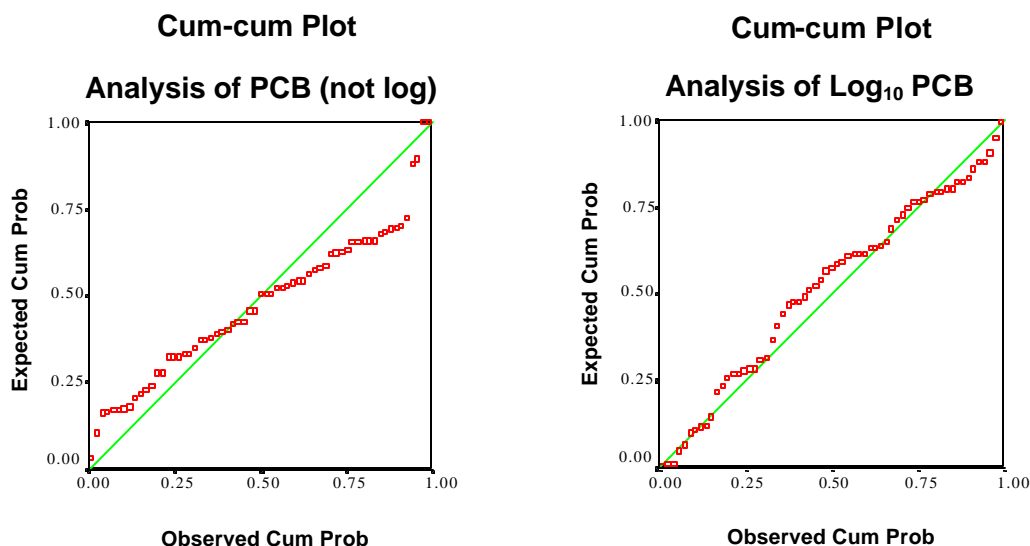 Cum-cum Plot
Analysis of PCB (not log)
1.00
0.75
0.50
0.25
0.00
0.00 0.25 0.50 0.75 1.00
Expected Cum Prob
Observed Cum Prob
Cum-cum Plot
Analysis of Log₁₀ PCB
1.00
0.75
0.50
0.25
0.00
0.00 0.25 0.50 0.75 1.00
Expected Cum Prob
Observed Cum Prob